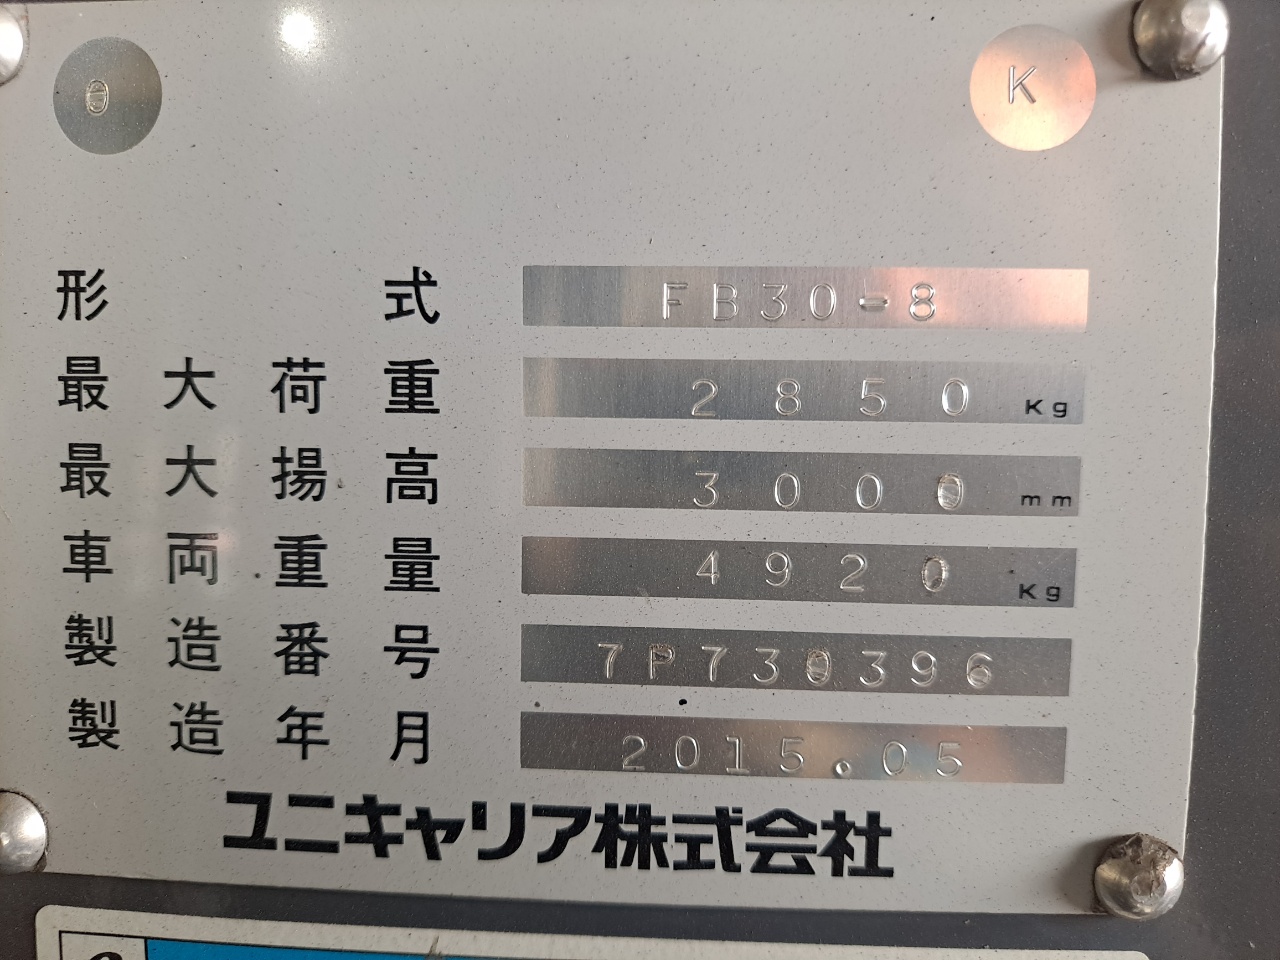 0 K
形式 FB30-8
最大荷重 2850 Kg
最大揚高 3000 mm
車両重量 4920 Kg
製造番号 7P730396
製造年月 2015.05
ユニキャリア株式会社